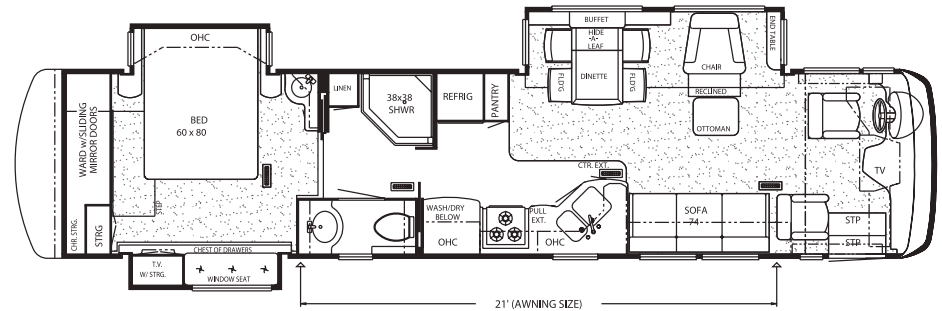 OHC
BED
60 x 80
WARD w/SLIDING
MIRROR DOORS
CHR. STRG.
STRG
STEP
CHEST OF DRAWERS
T.V.
W/ STRG.
WINDOW SEAT
LINEN
38x38
SHWR
REFRIG
PANTRY
WASH/DRY
BELOW
OHC
PULL
EXT.
OHC
CTR. EXT.
BUFFET
HIDE
-A-
LEAF
DINETTE
FLD'G
FLD'G
CHAIR
RECLINED
OTTOMAN
END TABLE
SOFA
74"
TV
STP
STP
21' (AWNING SIZE)